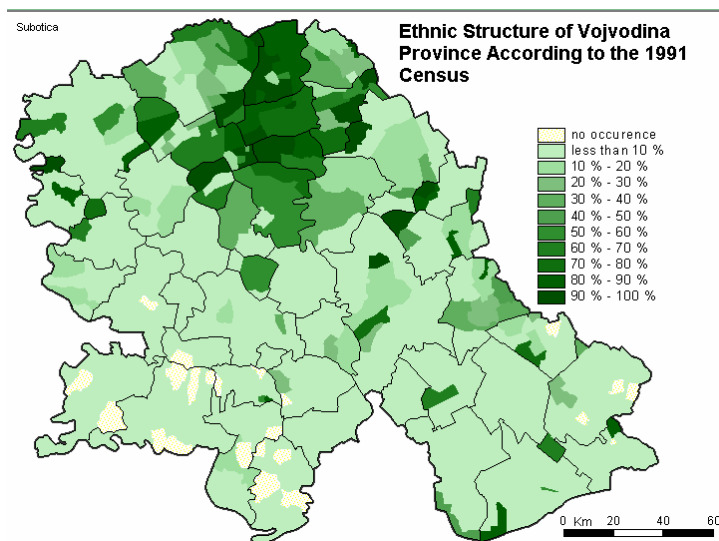 Subotica
Ethnic Structure of Vojvodina
Province According to the 1991
Census
no occurence
less than 10 %
10 % - 20 %
20 % - 30 %
30 % - 40 %
40 % - 50 %
50 % - 60 %
60 % - 70 %
70 % - 80 %
80 % - 90 %
90 % - 100 %
0 Km 20 40 60